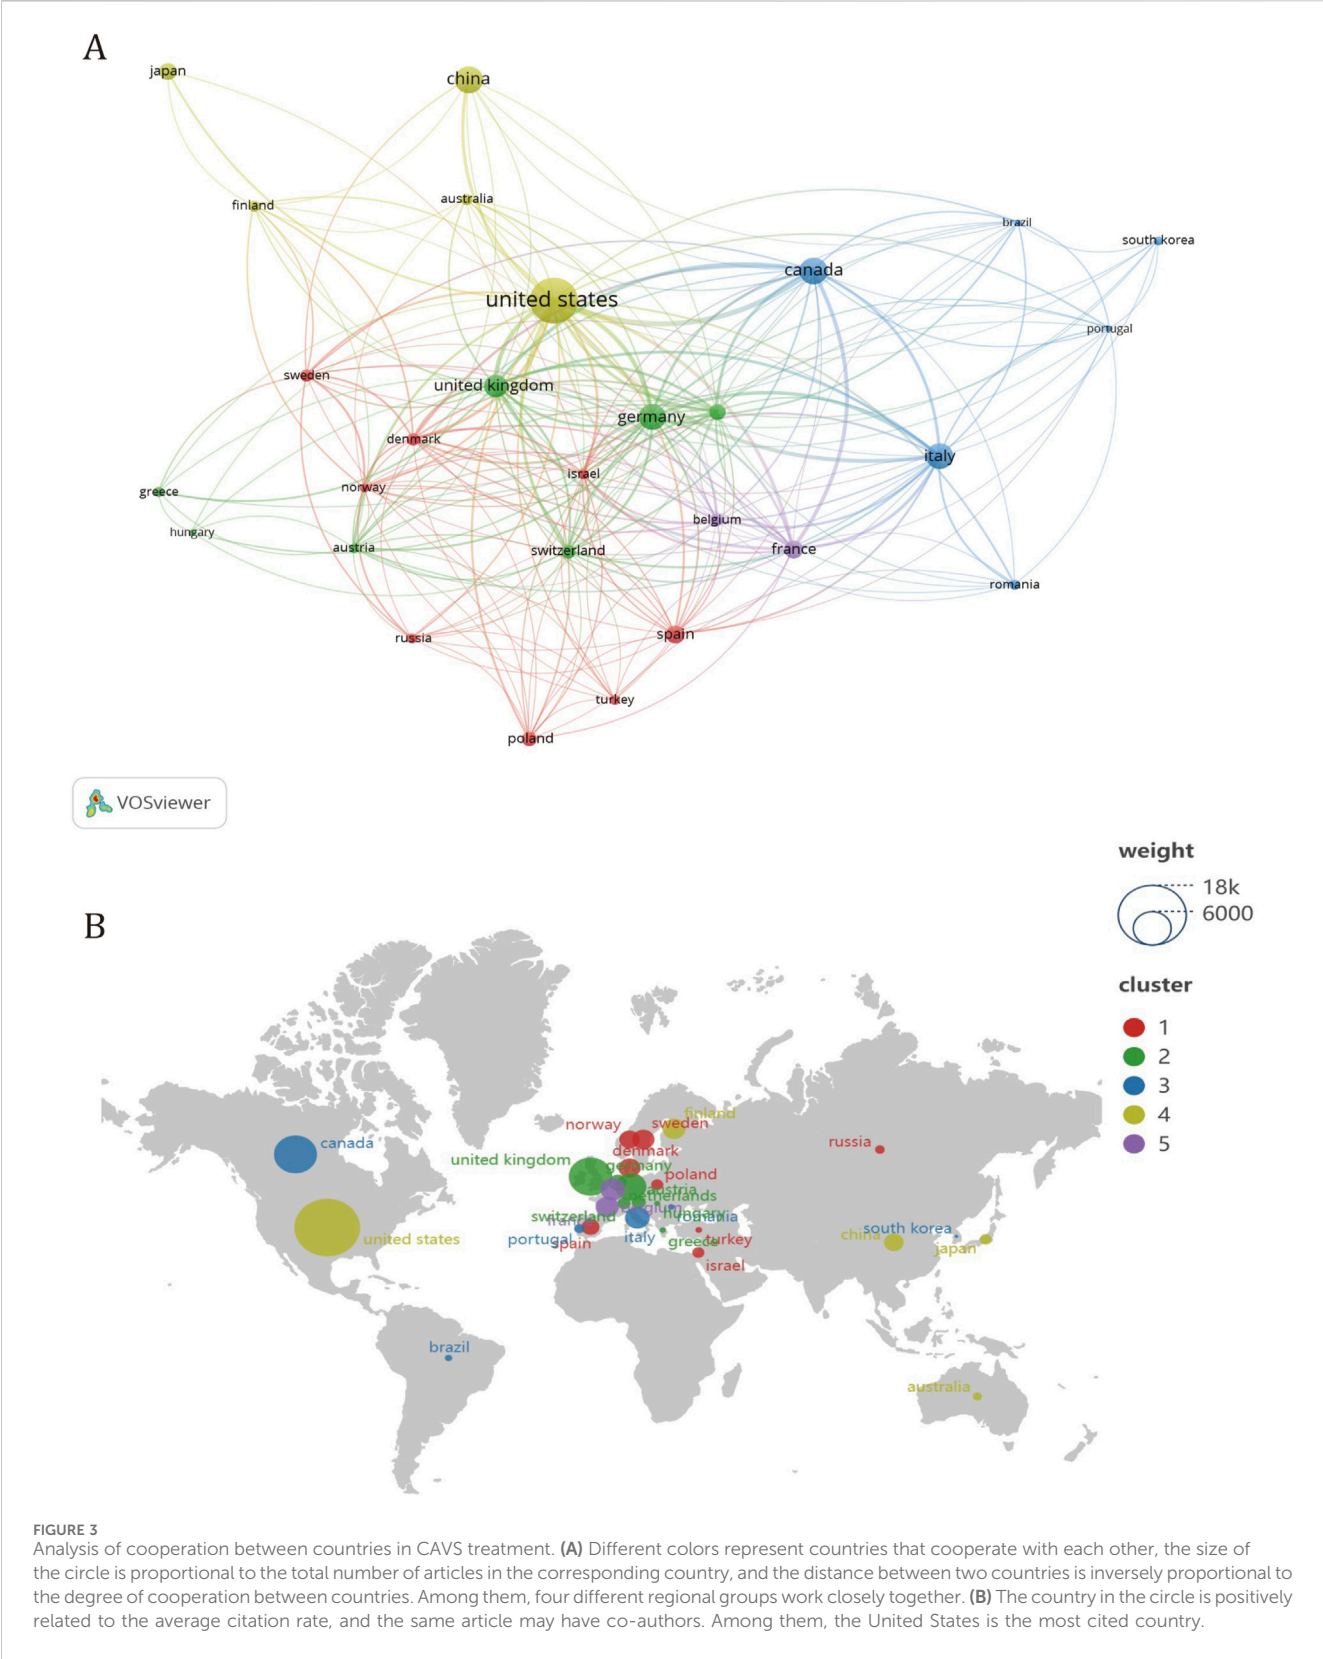 A
japan
china
finland
australia
brazil
south korea
canada
united states
portugal
sweden
united kingdom
germany
denmark
italy
israel
norway
greece
belgium
hungary
austria
switzerland
france
romania
russia
spain
turkey
poland
VOSviewer
weight
18k
6000
B
cluster
1
2
3
4
5
finland
norway
sweden
canada
russia
denmark
united kingdom
germany
poland
austria
netherlands
belgium
switzerland
hungary
romania
france
south korea
china
portugal
italy
greece
turkey
united states
spain
japan
israel
brazil
australia
FIGURE 3
Analysis of cooperation between countries in CAVS treatment. (A) Different colors represent countries that cooperate with each other, the size of
the circle is proportional to the total number of articles in the corresponding country, and the distance between two countries is inversely proportional to
the degree of cooperation between countries. Among them, four different regional groups work closely together. (B) The country in the circle is positively
related to the average citation rate, and the same article may have co-authors. Among them, the United States is the most cited country.